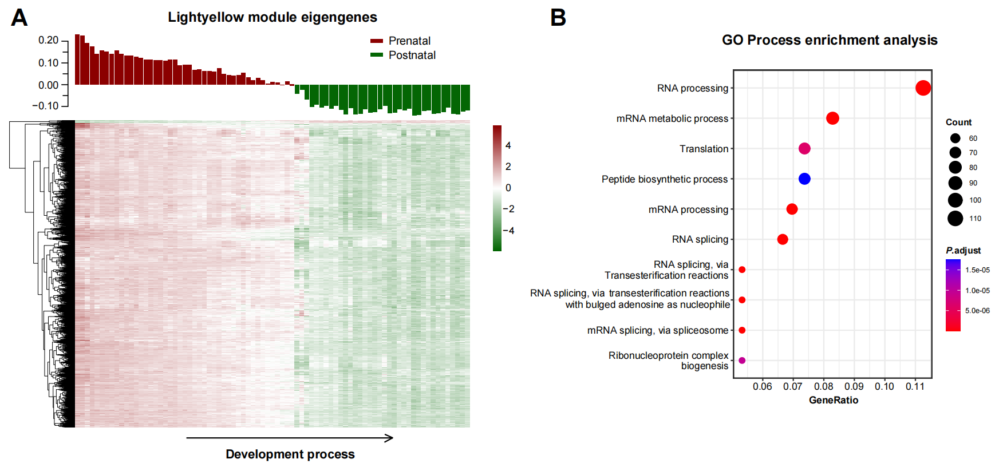 A
Lightyellow module eigengenes
0.20
0.10
0.00
−0.10
Prenatal
Postnatal
4
2
0
−2
−4
Development process
B
GO Process enrichment analysis
RNA processing
mRNA metabolic process
Translation
Peptide biosynthetic process
mRNA processing
RNA splicing
RNA splicing, via
Transesterification reactions
RNA splicing, via transesterification reactions
with bulged adenosine as nucleophile
mRNA splicing, via spliceosome
Ribonucleoprotein complex
biogenesis
0.06 0.07 0.08 0.09 0.10 0.11
GeneRatio
Count
60
70
80
90
100
110
P.adjust
1.5e-05
1.0e-05
5.0e-06